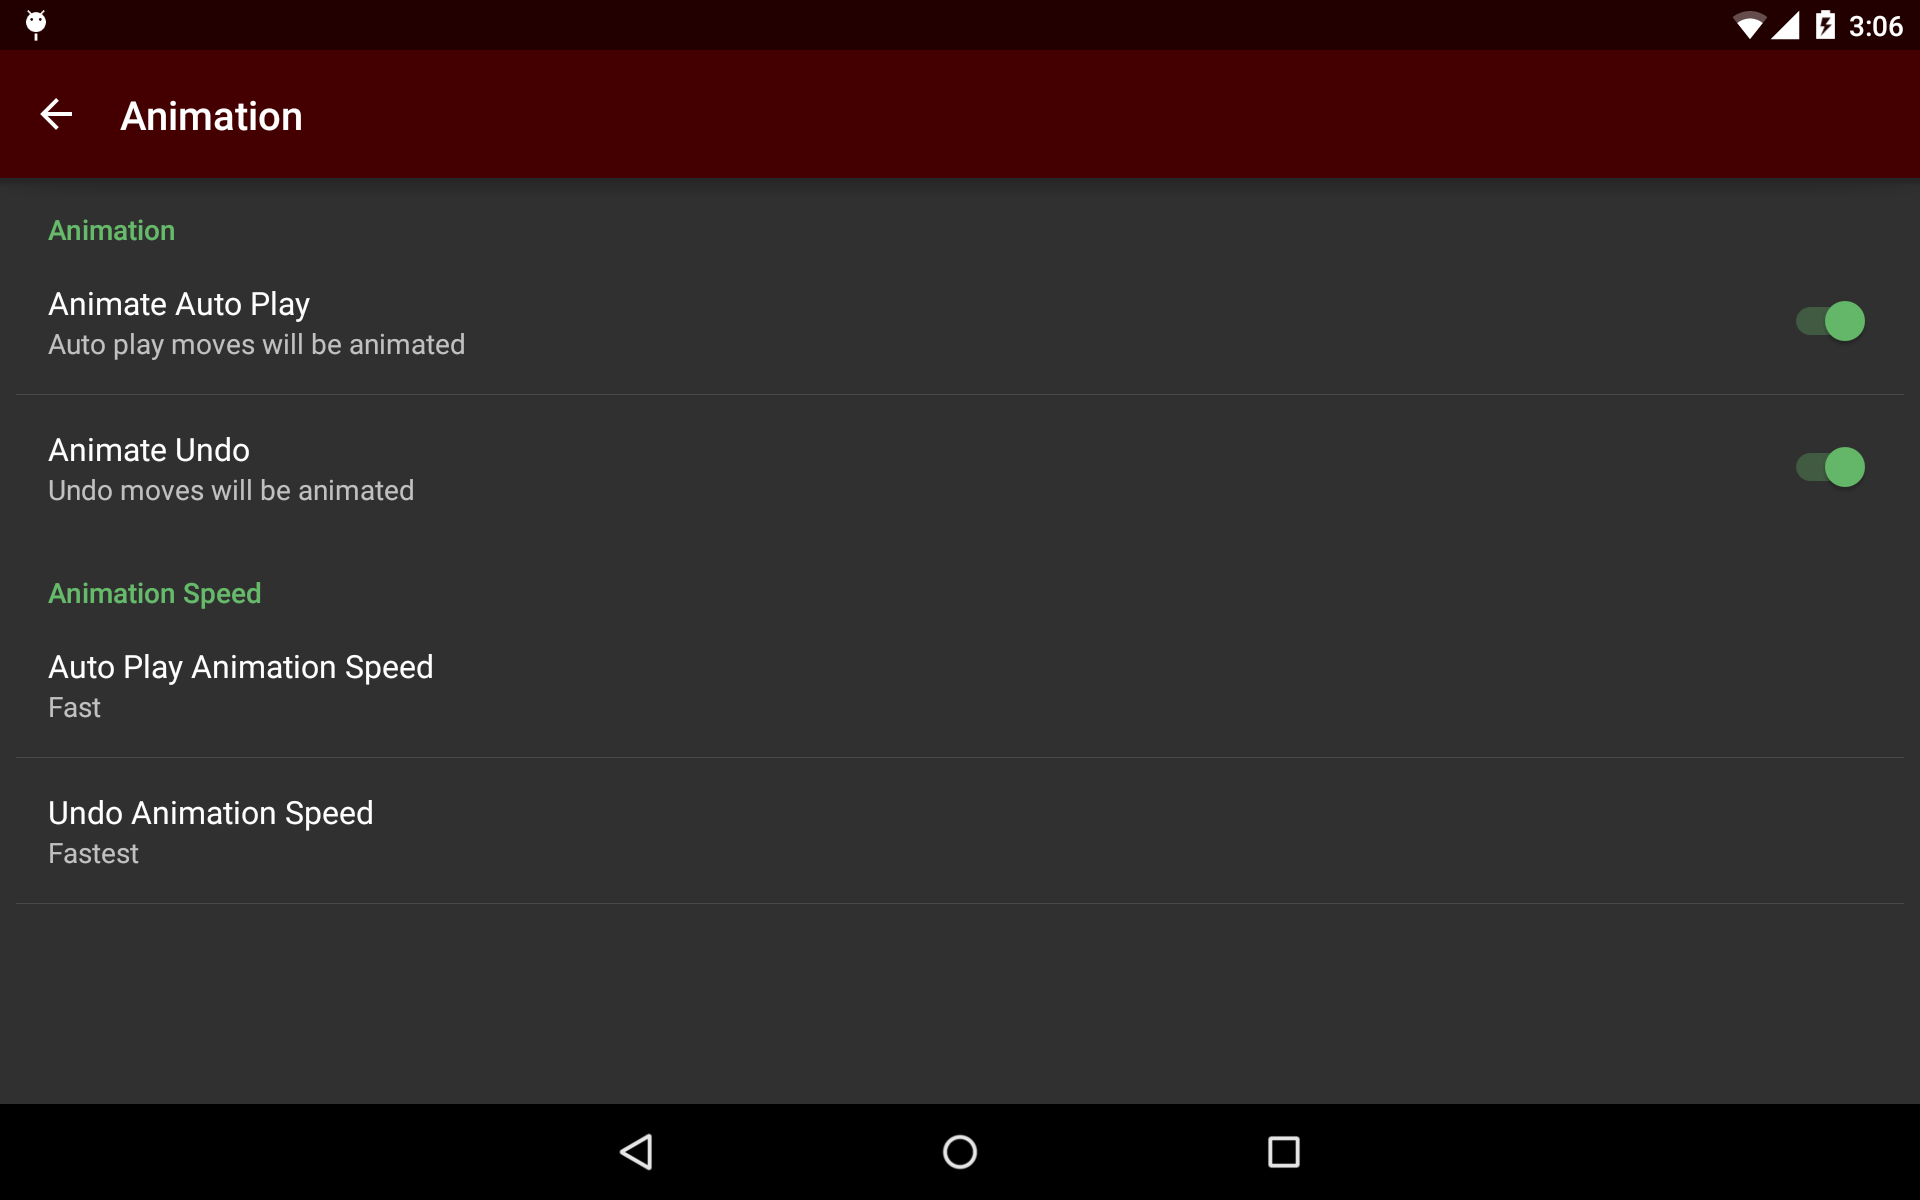 3:06
Animation
Animation
Animate Auto Play
Auto play moves will be animated
Animate Undo
Undo moves will be animated
Animation Speed
Auto Play Animation Speed
Fast
Undo Animation Speed
Fastest